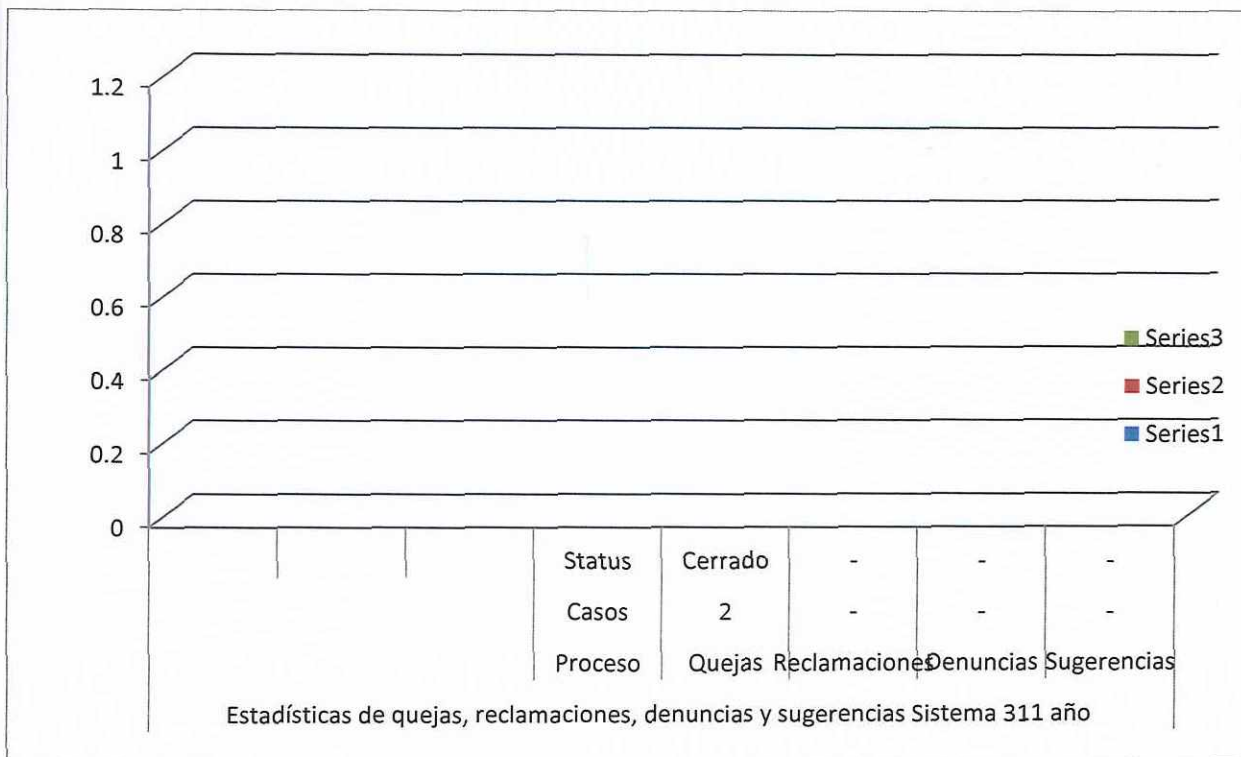 1.2
1
0.8
0.6
0.4
0.2
0
Series3
Series2
Series1
Status Cerrado - - -
Casos 2 - - -
Proceso Quejas Reclamaciones Denuncias Sugerencias
Estadísticas de quejas, reclamaciones, denuncias y sugerencias Sistema 311 año